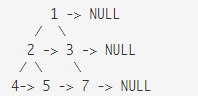 1 -> NULL
/ \
2 -> 3 -> NULL
/ \ \
4-> 5 -> 7 -> NULL